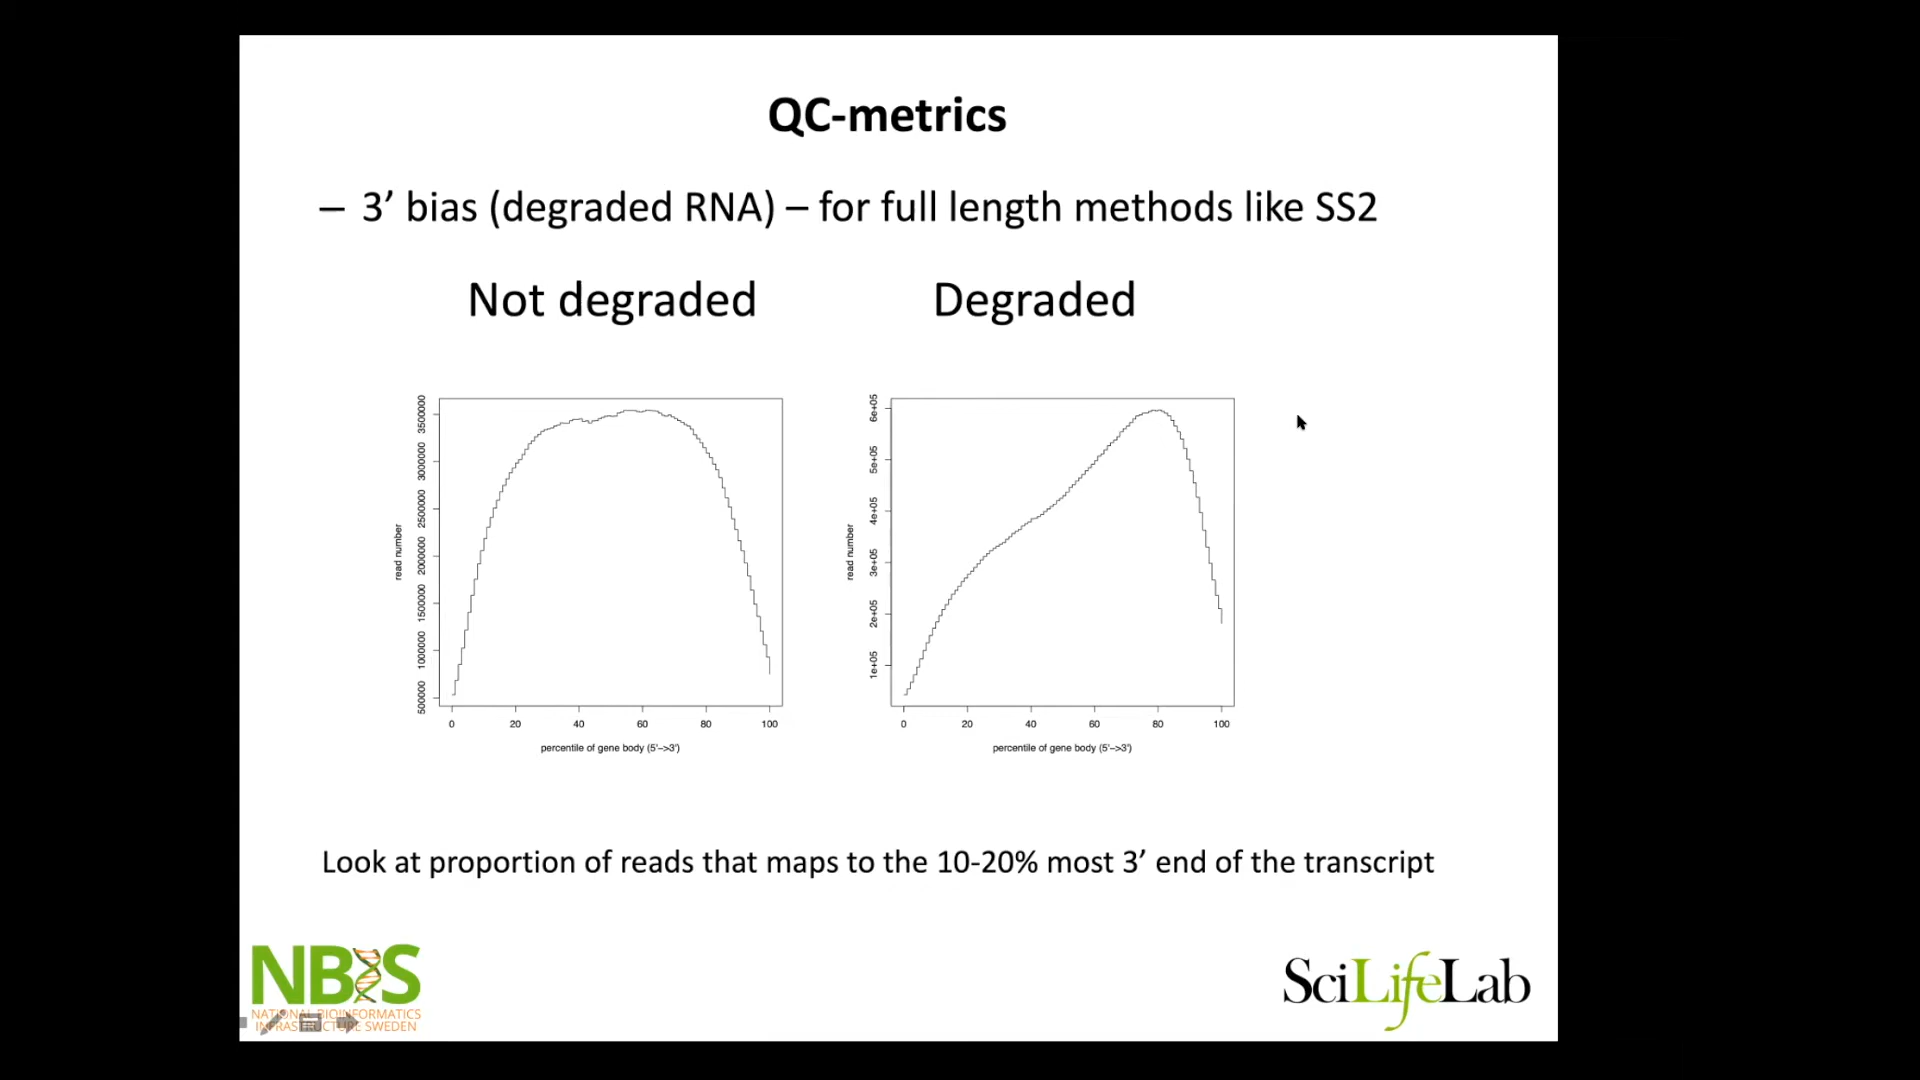 QC-metrics
– 3’ bias (degraded RNA) – for full length methods like SS2
Not degraded
Degraded
read number
500000 1000000 1500000 2000000 2500000 3000000 3500000
0 20 40 60 80 100
percentile of gene body (5'–>3')
read number
1e+05 2e+05 3e+05 4e+05 5e+05 6e+05
0 20 40 60 80 100
percentile of gene body (5'–>3')
Look at proportion of reads that maps to the 10-20% most 3’ end of the transcript
NBIS
NATIONAL BIOINFORMATICS
INFRASTRUCTURE SWEDEN
SciLifeLab